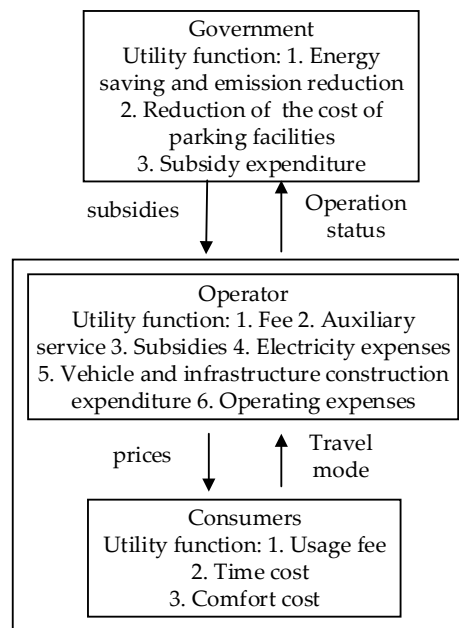 Government
Utility function: 1. Energy
saving and emission reduction
2. Reduction of the cost of
parking facilities
3. Subsidy expenditure
subsidies
Operation
status
Operator
Utility function: 1. Fee 2. Auxiliary
service 3. Subsidies 4. Electricity expenses
5. Vehicle and infrastructure construction
expenditure 6. Operating expenses
prices
Travel
mode
Consumers
Utility function: 1. Usage fee
2. Time cost
3. Comfort cost